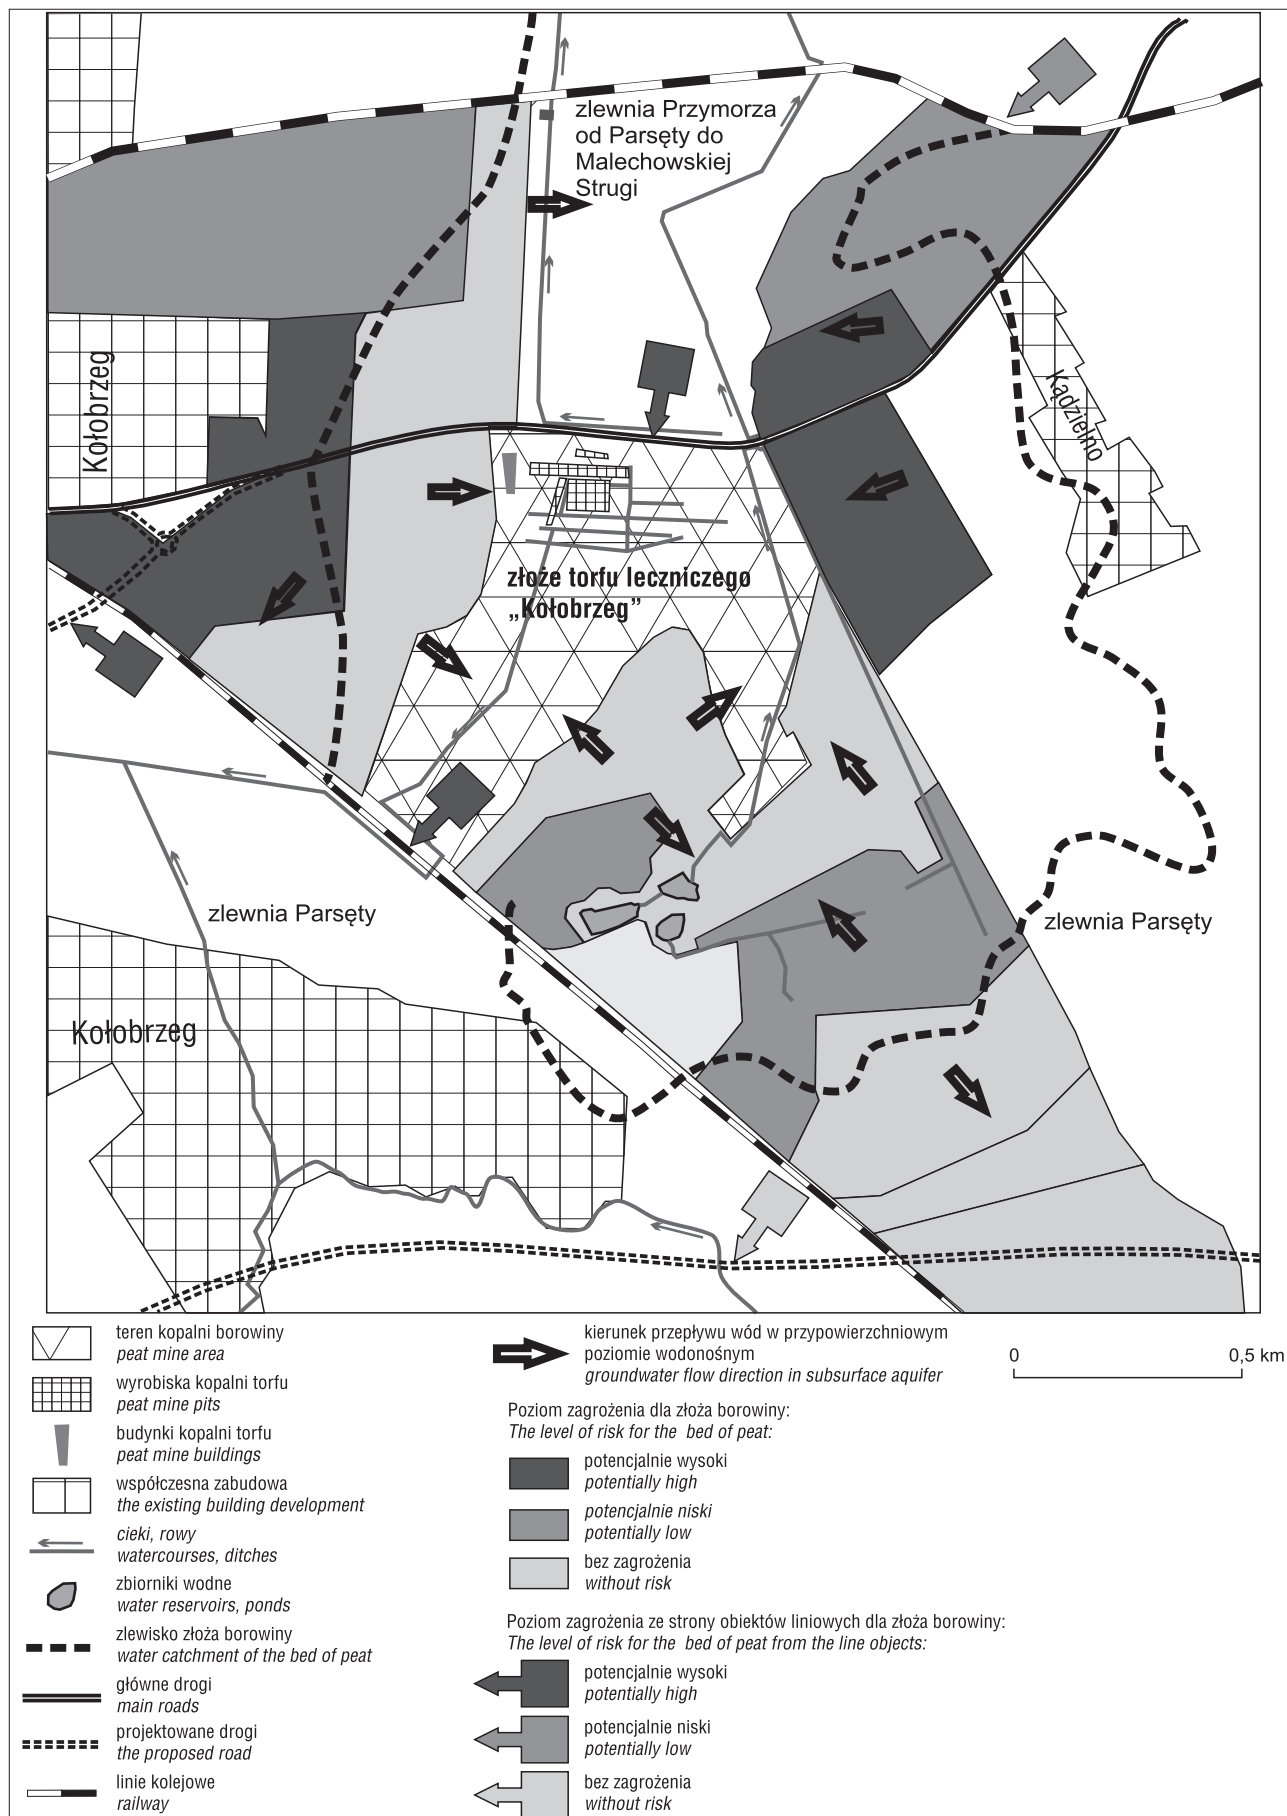 zlewnia Przymorza
od Parsęty do
Malechowskiej
Strugi
Kołobrzeg
Kądzielno
złoże torfu leczniczego
„Kołobrzeg”
zlewnia Parsęty
zlewnia Parsęty
Kołobrzeg
teren kopalni borowiny
peat mine area
wyrobiska kopalni torfu
peat mine pits
budynki kopalni torfu
peat mine buildings
współczesna zabudowa
the existing building development
cieki, rowy
watercourses, ditches
zbiorniki wodne
water reservoirs, ponds
zlewisko złoża borowiny
water catchment of the bed of peat
główne drogi
main roads
projektowane drogi
the proposed road
linie kolejowe
railway
kierunek przepływu wód w przypowierzchniowym
poziomie wodonośnym
groundwater flow direction in subsurface aquifer
0 0,5 km
Poziom zagrożenia dla złoża borowiny:
The level of risk for the bed of peat:
potencjalnie wysoki
potentially high
potencjalnie niski
potentially low
bez zagrożenia
without risk
Poziom zagrożenia ze strony obiektów liniowych dla złoża borowiny:
The level of risk for the bed of peat from the line objects:
potencjalnie wysoki
potentially high
potencjalnie niski
potentially low
bez zagrożenia
without risk